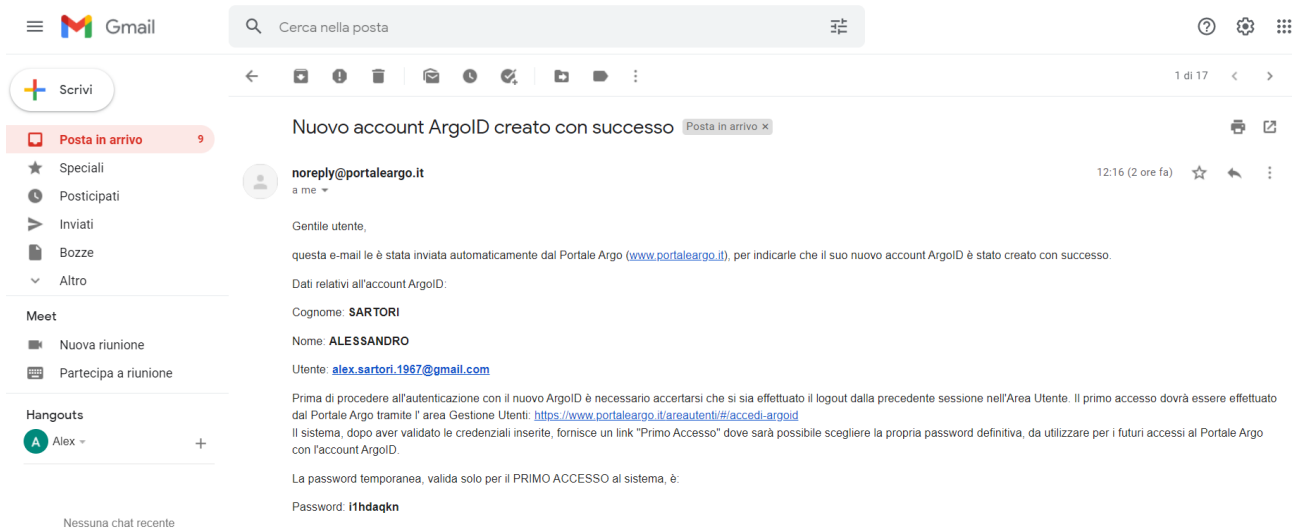 Gmail
Cerca nella posta
Scrivi
1 di 17
Posta in arrivo 9
Speciali
Posticipati
Inviati
Bozze
Altro
Meet
Nuova riunione
Partecipa a riunione
Hangouts
A Alex
Nessuna chat recente
Nuovo account ArgoID creato con successo Posta in arrivo ×
noreply@portaleargo.it 12:16 (2 ore fa)
a me
Gentile utente,
questa e-mail le è stata inviata automaticamente dal Portale Argo (www.portaleargo.it), per indicarle che il suo nuovo account ArgoID è stato creato con successo.
Dati relativi all'account ArgoID:
Cognome: SARTORI
Nome: ALESSANDRO
Utente: alex.sartori.1967@gmail.com
Prima di procedere all'autenticazione con il nuovo ArgoID è necessario accertarsi che si sia effettuato il logout dalla precedente sessione nell'Area Utente. Il primo accesso dovrà essere effettuato
dal Portale Argo tramite l' area Gestione Utenti: https://www.portaleargo.it/areautenti/#/accedi-argoid
Il sistema, dopo aver validato le credenziali inserite, fornisce un link "Primo Accesso" dove sarà possibile scegliere la propria password definitiva, da utilizzare per i futuri accessi al Portale Argo
con l'account ArgoID.
La password temporanea, valida solo per il PRIMO ACCESSO al sistema, è:
Password: i1hdaqkn